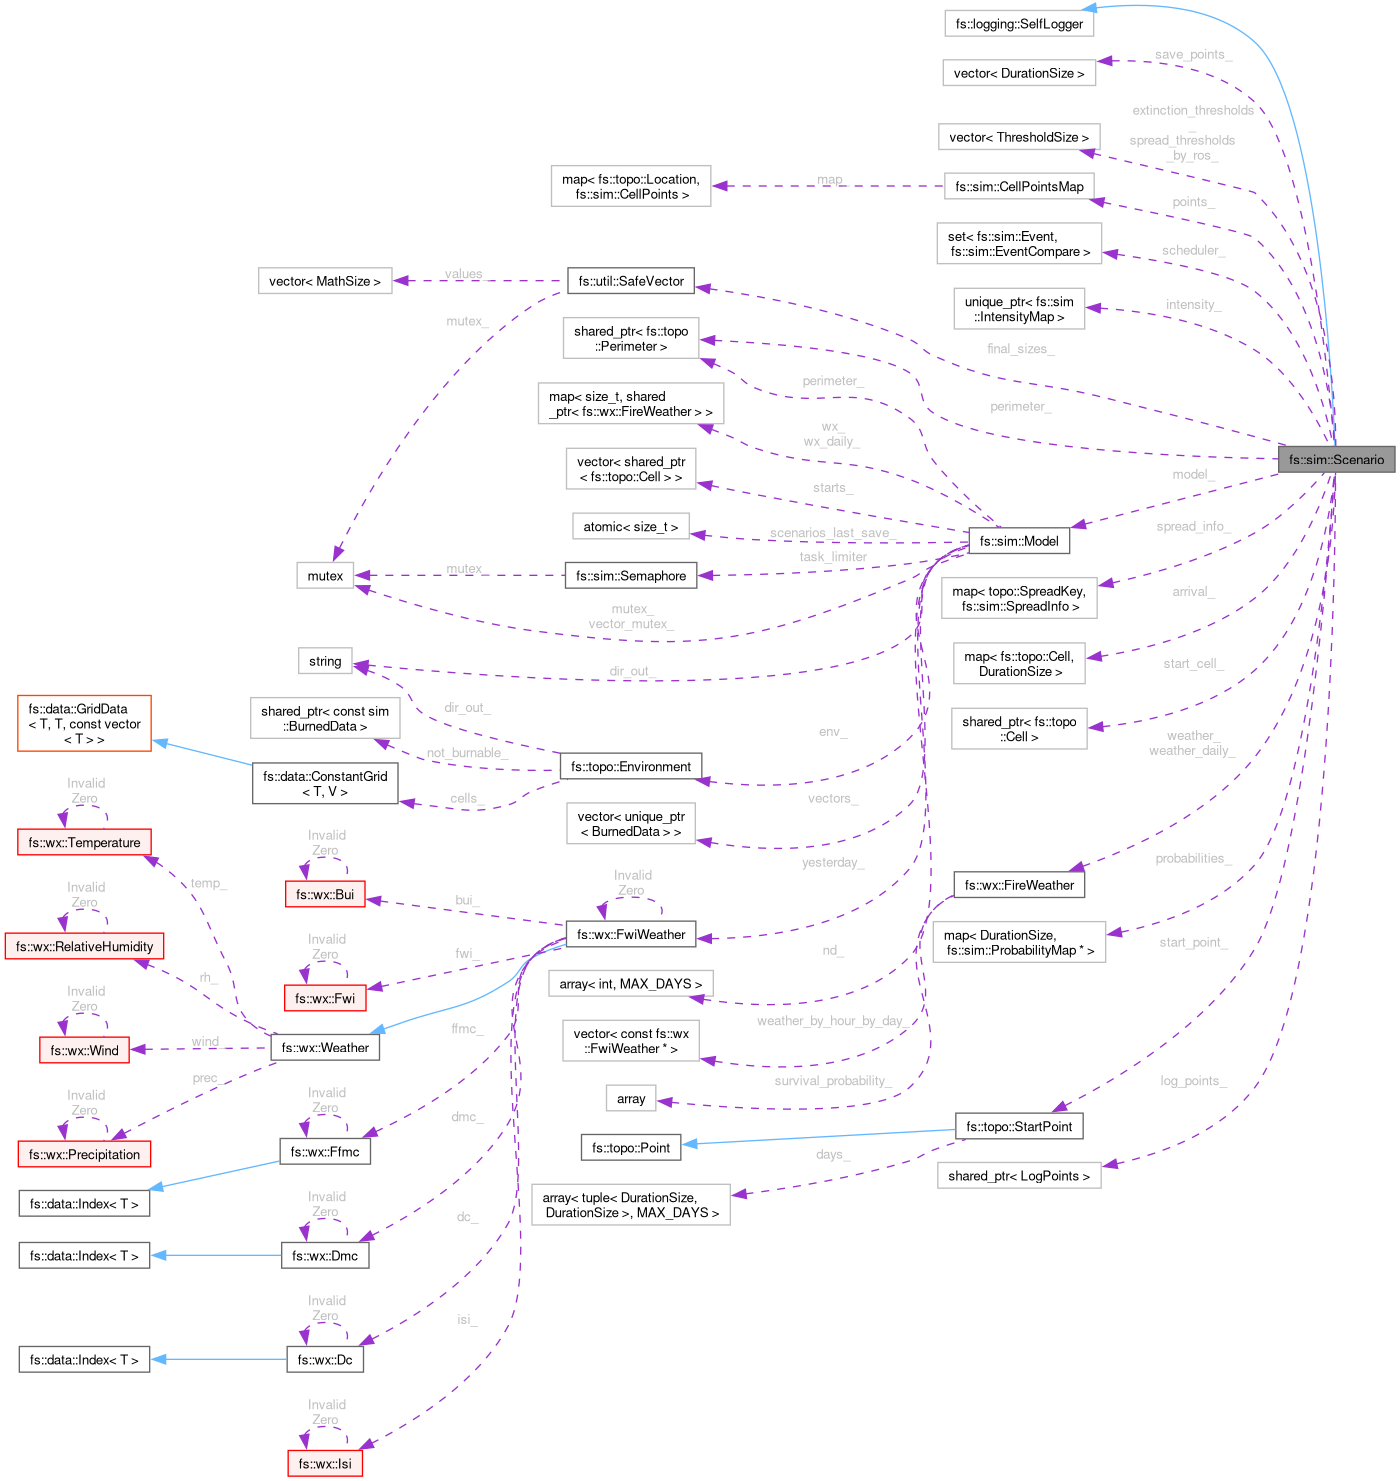 fs::logging::SelfLogger
save_points_
vector< DurationSize >
extinction_thresholds
_
vector< ThresholdSize >
spread_thresholds
_by_ros_
map< fs::topo::Location,
fs::sim::CellPoints >
map_
fs::sim::CellPointsMap
points_
set< fs::sim::Event,
fs::sim::EventCompare >
scheduler_
unique_ptr< fs::sim
::IntensityMap >
intensity_
vector< MathSize >
values_
fs::util::SafeVector
final_sizes_
mutex_
shared_ptr< fs::topo
::Perimeter >
perimeter_
perimeter_
map< size_t, shared
_ptr< fs::wx::FireWeather > >
wx_
wx_daily_
fs::sim::Scenario
vector< shared_ptr
< fs::topo::Cell > >
starts_
model_
atomic< size_t >
scenarios_last_save_
fs::sim::Model
spread_info_
task_limiter
mutex
mutex_
fs::sim::Semaphore
map< topo::SpreadKey,
fs::sim::SpreadInfo >
arrival_
mutex_
vector_mutex_
string
dir_out_
map< fs::topo::Cell,
DurationSize >
start_cell_
fs::data::GridData
< T, T, const vector
< T > >
shared_ptr< const sim
::BurnedData >
dir_out_
shared_ptr< fs::topo
::Cell >
env_
weather_
weather_daily_
not_burnable_
fs::topo::Environment
fs::data::ConstantGrid
< T, V >
cells_
Invalid
Zero
vectors_
vector< unique_ptr
< BurnedData > >
fs::wx::Temperature
Invalid
Zero
yesterday_
probabilities_
temp_
fs::wx::Bui
bui_
Invalid
Zero
fs::wx::FireWeather
Invalid
Zero
fs::wx::RelativeHumidity
fs::wx::FwiWeather
map< DurationSize,
fs::sim::ProbabilityMap * >
start_point_
Invalid
Zero
fwi_
nd_
rh_
fs::wx::Fwi
array< int, MAX_DAYS >
Invalid
Zero
ffmc_
weather_by_hour_by_day_
fs::wx::Wind
wind_
fs::wx::Weather
vector< const fs::wx
::FwiWeather * >
prec_
survival_probability_
log_points_
array
Invalid
Zero
Invalid
Zero
dmc_
fs::topo::StartPoint
fs::wx::Precipitation
fs::wx::Ffmc
fs::topo::Point
days_
shared_ptr< LogPoints >
fs::data::Index< T >
Invalid
Zero
dc_
array< tuple< DurationSize,
DurationSize >, MAX_DAYS >
fs::data::Index< T >
fs::wx::Dmc
Invalid
Zero
isi_
fs::data::Index< T >
fs::wx::Dc
Invalid
Zero
fs::wx::Isi